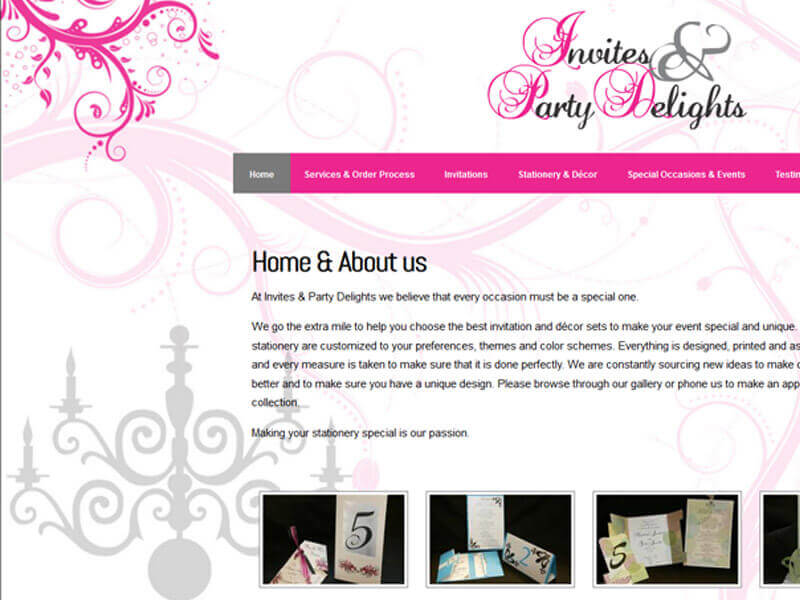 Invites &
Party Delights
Home Services & Order Process Invitations Stationery & Décor Special Occasions & Events
Home & About us
At Invites & Party Delights we believe that every occasion must be a special one.
We go the extra mile to help you choose the best invitation and décor sets to make your event special and unique.
stationery are customized to your preferences, themes and color schemes. Everything is designed, printed and as
and every measure is taken to make sure that it is done perfectly. We are constantly sourcing new ideas to make
better and to make sure you have a unique design. Please browse through our gallery or phone us to make an app
collection.
Making your stationery special is our passion.
5
2
5